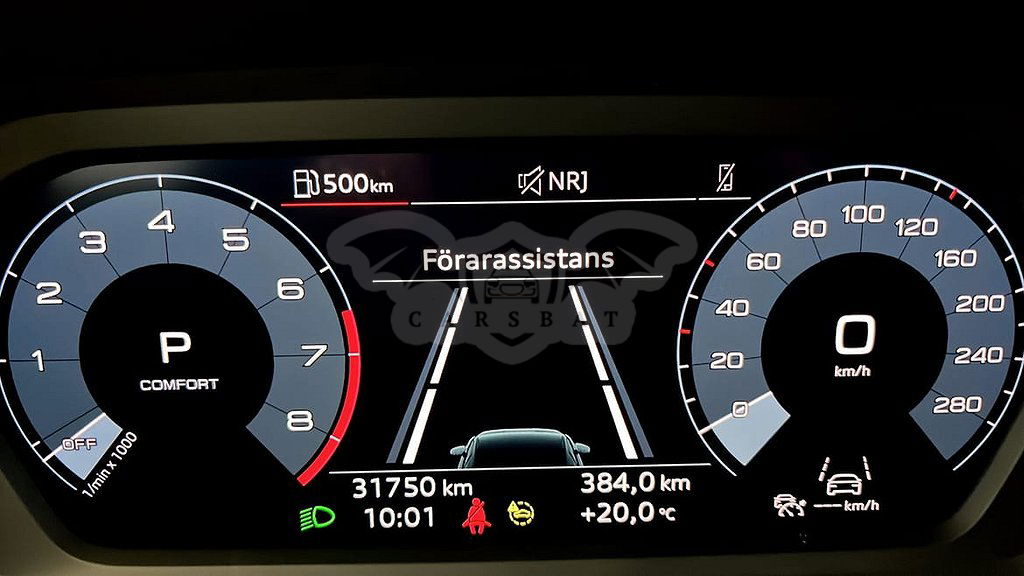 500km
NRJ
Förarassistans
CARSBAT
OFF
1
2
3
4
5
6
7
8
1/min x 1000
P
COMFORT
0
20
40
60
80
100
120
160
200
240
280
0
km/h
31750 km
384,0 km
10:01
+20,0 °C
--- km/h